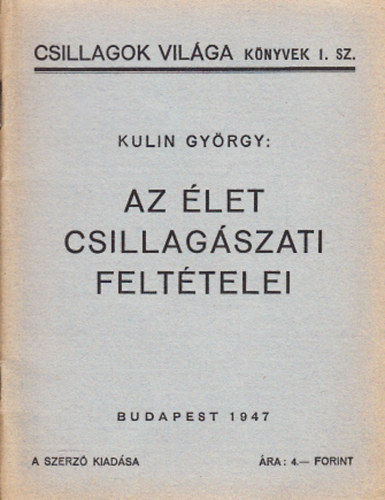 CSILLAGOK VILÁGA KÖNYVEK I. SZ.
KULIN GYÖRGY:
AZ ÉLET
CSILLAGÁSZATI
FELTÉTELEI
BUDAPEST 1947
A SZERZŐ KIADÁSA ÁRA: 4.— FORINT